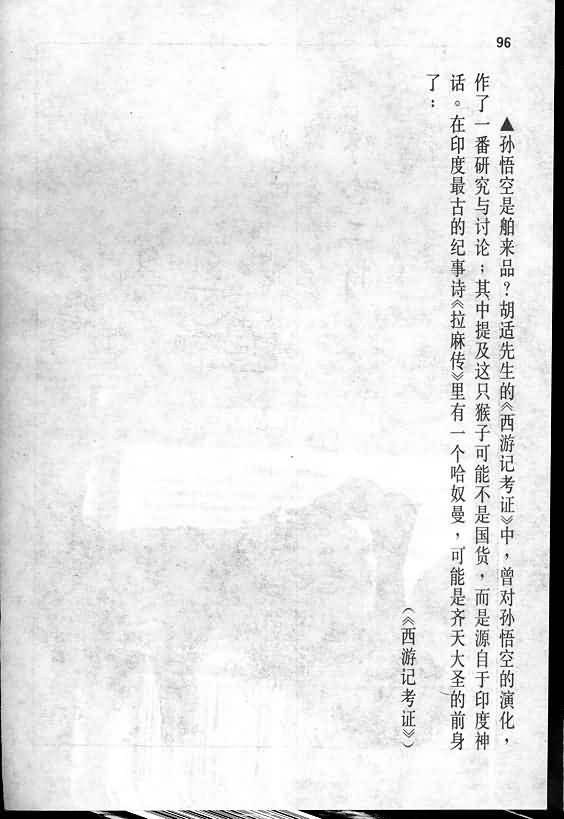 96
▲孙悟空是舶来品？胡适先生的《西游记考证》中，曾对孙悟空的演化，
作了一番研究与讨论；其中提及这只猴子可能不是国货，而是源自于印度神
话。在印度最古的纪事诗《拉麻传》里有一个哈奴曼，可能是齐天大圣的前身
了：
（《西游记考证》）